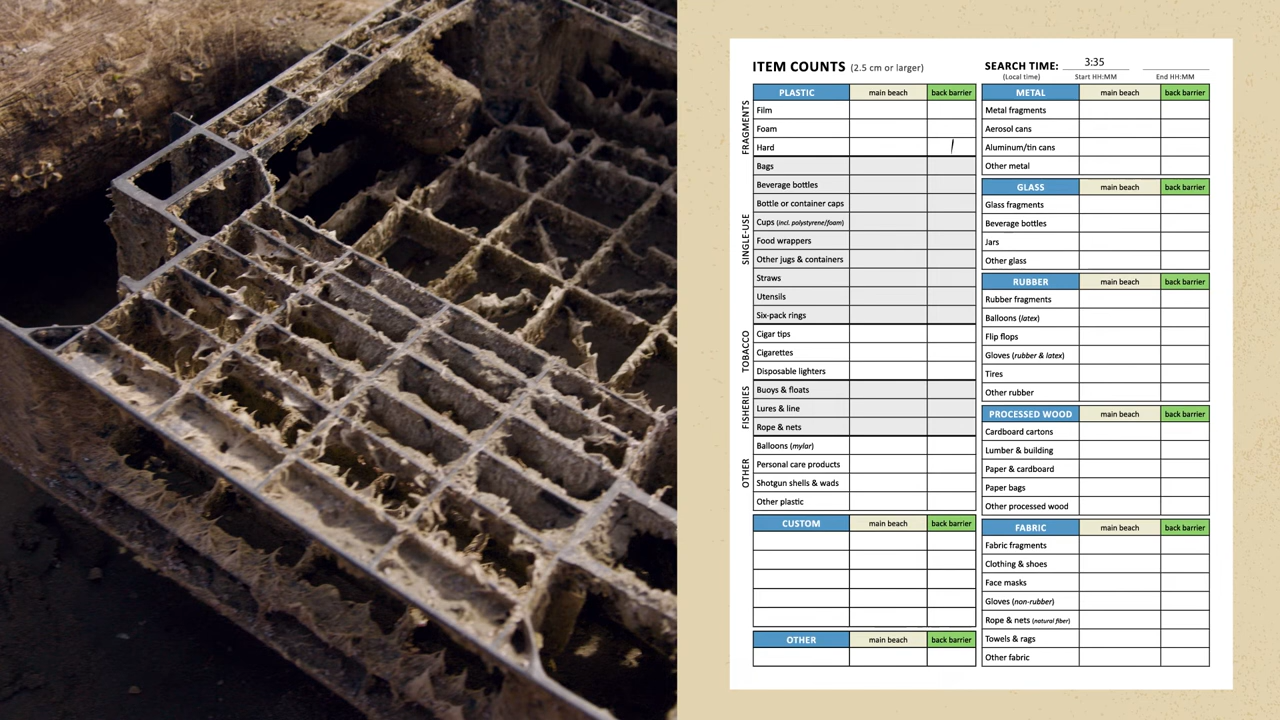 ITEM COUNTS (2.5 cm or larger)
SEARCH TIME: 3:35
(Local time) Start HH:MM End HH:MM
PLASTIC main beach back barrier
FRAGMENTS
Film
Foam
Hard /
SINGLE-USE
Bags
Beverage bottles
Bottle or container caps
Cups (incl. polystyrene/foam)
Food wrappers
Other jugs & containers
Straws
Utensils
Six-pack rings
TOBACCO
Cigar tips
Cigarettes
Disposable lighters
FISHERIES
Buoys & floats
Lures & line
Rope & nets
OTHER
Balloons (mylar)
Personal care products
Shotgun shells & wads
Other plastic
CUSTOM main beach back barrier
OTHER main beach back barrier
METAL main beach back barrier
Metal fragments
Aerosol cans
Aluminum/tin cans
Other metal
GLASS main beach back barrier
Glass fragments
Beverage bottles
Jars
Other glass
RUBBER main beach back barrier
Rubber fragments
Balloons (latex)
Flip flops
Gloves (rubber & latex)
Tires
Other rubber
PROCESSED WOOD main beach back barrier
Cardboard cartons
Lumber & building
Paper & cardboard
Paper bags
Other processed wood
FABRIC main beach back barrier
Fabric fragments
Clothing & shoes
Face masks
Gloves (non-rubber)
Rope & nets (natural fiber)
Towels & rags
Other fabric